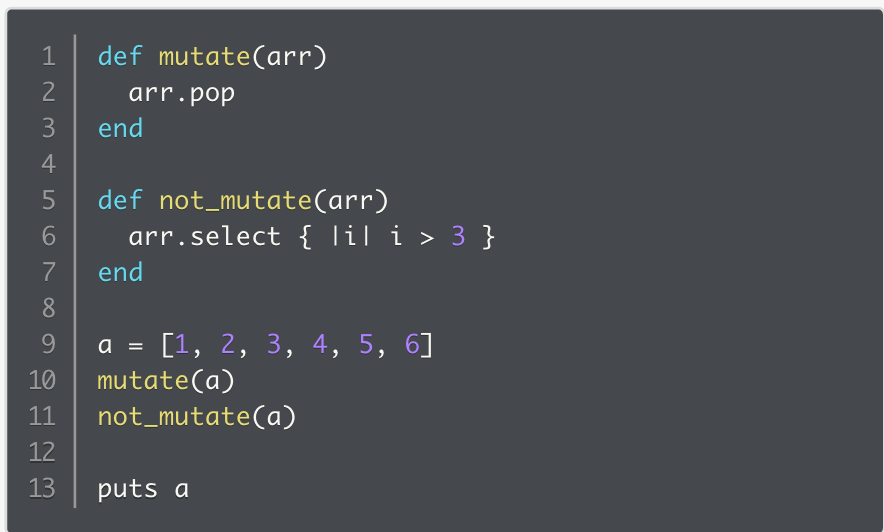 1 def mutate(arr)
2   arr.pop
3 end
4
5 def not_mutate(arr)
6   arr.select { |i| i > 3 }
7 end
8
9 a = [1, 2, 3, 4, 5, 6]
10 mutate(a)
11 not_mutate(a)
12
13 puts a